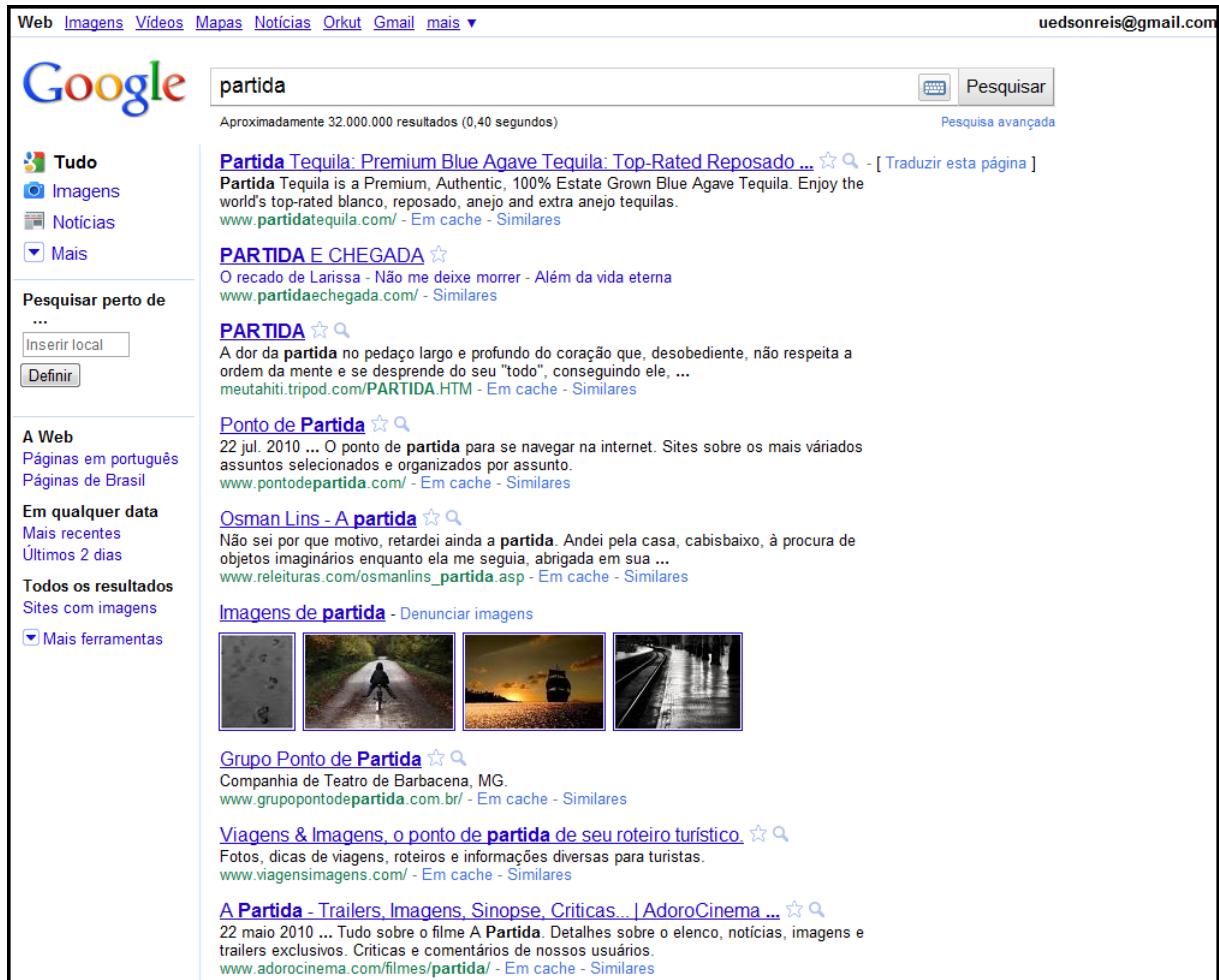 Web Imagens Vídeos Mapas Notícias Orkut Gmail mais ▼
uedsonreis@gmail.com
Google
partida
Pesquisar
Aproximadamente 32.000.000 resultados (0,40 segundos)
Pesquisa avançada
Tudo
Imagens
Notícias
Mais
Pesquisar perto de
...
Inserir local
Definir
A Web
Páginas em português
Páginas de Brasil
Em qualquer data
Mais recentes
Últimos 2 dias
Todos os resultados
Sites com imagens
Mais ferramentas
Partida Tequila: Premium Blue Agave Tequila: Top-Rated Reposado ... - [ Traduzir esta página ]
Partida Tequila is a Premium, Authentic, 100% Estate Grown Blue Agave Tequila. Enjoy the
world's top-rated blanco, reposado, anejo and extra anejo tequilas.
www.partidatequila.com/ - Em cache - Similares
PARTIDA E CHEGADA
O recado de Larissa - Não me deixe morrer - Além da vida eterna
www.partidaechegada.com/ - Similares
PARTIDA
A dor da partida no pedaço largo e profundo do coração que, desobediente, não respeita a
ordem da mente e se desprende do seu "todo", conseguindo ele, ...
meutahiti.tripod.com/PARTIDA.HTM - Em cache - Similares
Ponto de Partida
22 jul. 2010 ... O ponto de partida para se navegar na internet. Sites sobre os mais váriados
assuntos selecionados e organizados por assunto.
www.pontodepartida.com/ - Em cache - Similares
Osman Lins - A partida
Não sei por que motivo, retardei ainda a partida. Andei pela casa, cabisbaixo, à procura de
objetos imaginários enquanto ela me seguia, abrigada em sua ...
www.releituras.com/osmanlins_partida.asp - Em cache - Similares
Imagens de partida - Denunciar imagens
Grupo Ponto de Partida
Companhia de Teatro de Barbacena, MG.
www.grupopontodepartida.com.br/ - Em cache - Similares
Viagens & Imagens, o ponto de partida de seu roteiro turístico.
Fotos, dicas de viagens, roteiros e informações diversas para turistas.
www.viagensimagens.com/ - Em cache - Similares
A Partida - Trailers, Imagens, Sinopse, Criticas... | AdoroCinema ...
22 maio 2010 ... Tudo sobre o filme A Partida. Detalhes sobre o elenco, notícias, imagens e
trailers exclusivos. Criticas e comentários de nossos usuários.
www.adorocinema.com/filmes/partida/ - Em cache - Similares